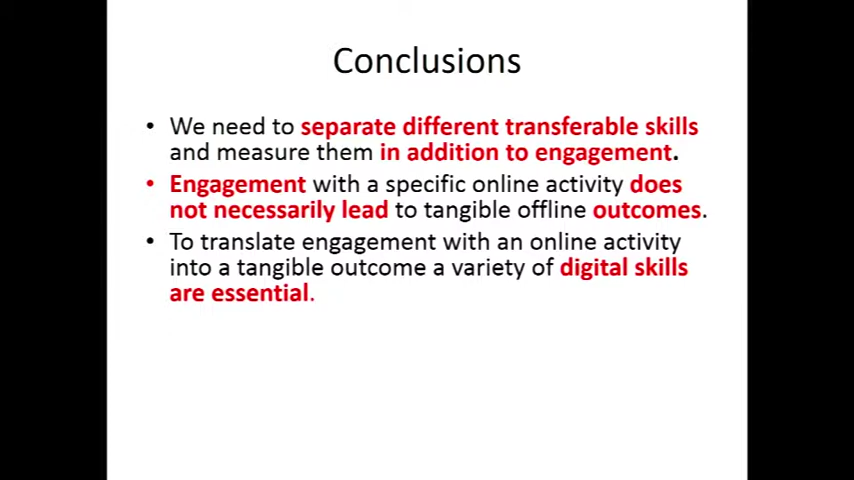 Conclusions
• We need to separate different transferable skills
and measure them in addition to engagement.
• Engagement with a specific online activity does
not necessarily lead to tangible offline outcomes.
• To translate engagement with an online activity
into a tangible outcome a variety of digital skills
are essential.